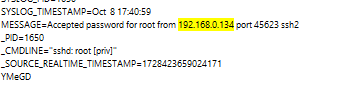 SYSLOG_TIMESTAMP=Oct 8 17:40:59
MESSAGE=Accepted password for root from 192.168.0.134 port 45623 ssh2
_PID=1650
_CMDLINE="sshd: root [priv]"
_SOURCE_REALTIME_TIMESTAMP=1728423659024171
YMeGD